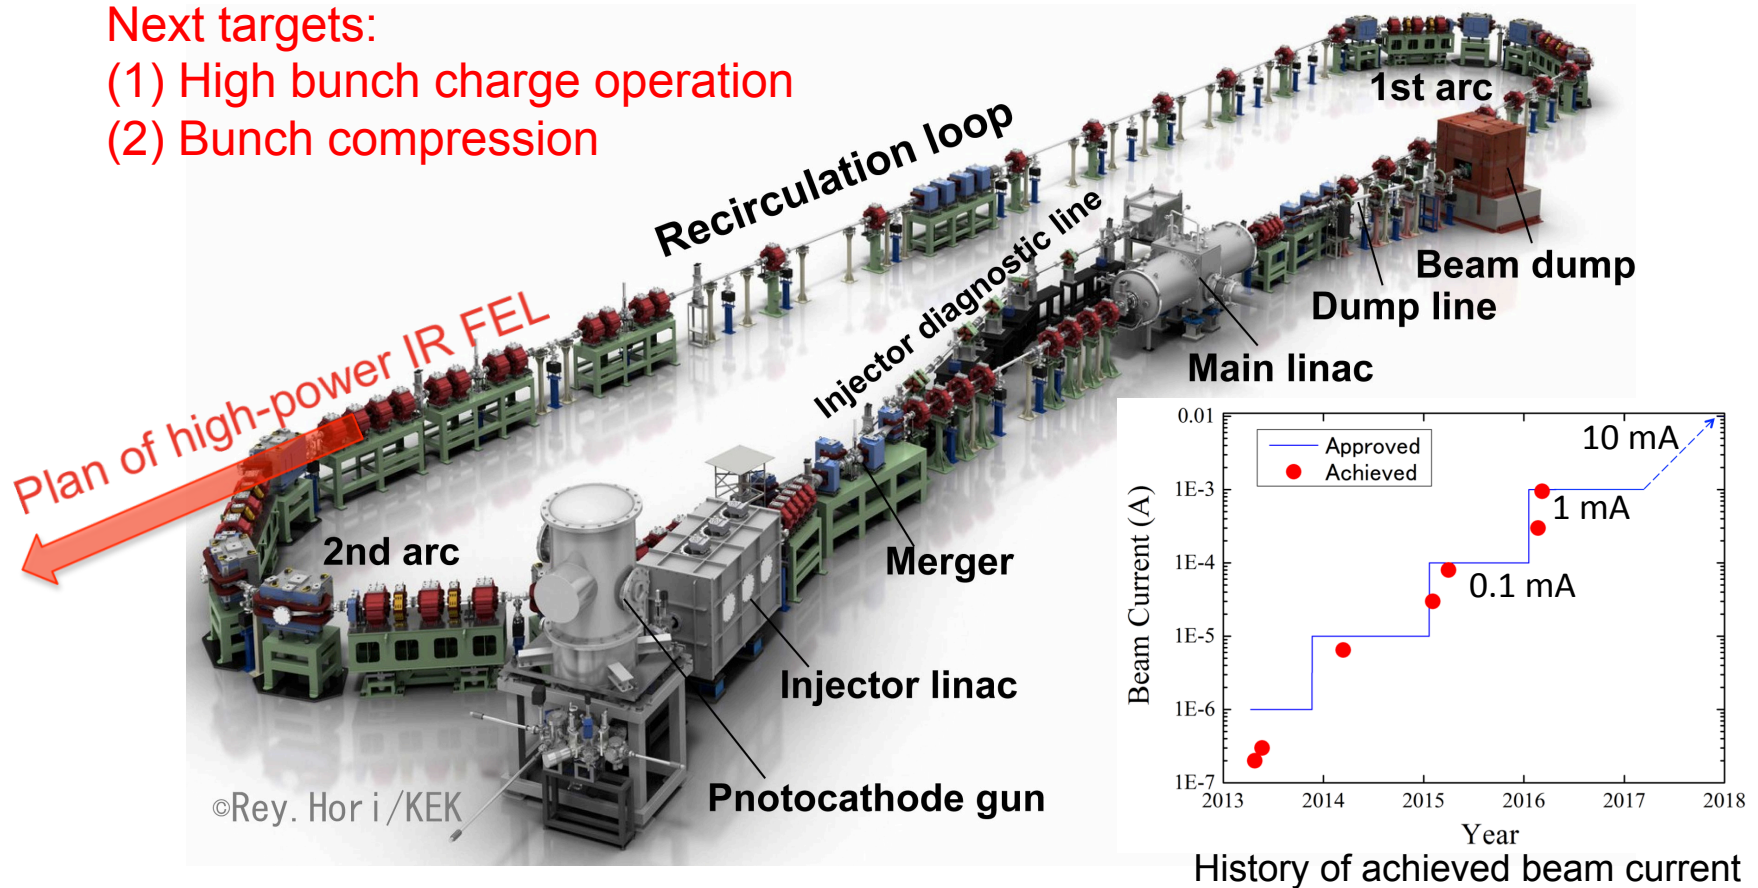 Next targets:
(1) High bunch charge operation
(2) Bunch compression
1st arc
Recirculation loop
Injector diagnostic line
Beam dump
Dump line
Main linac
Plan of high-power IR FEL
2nd arc
Merger
Injector linac
Pnotocathode gun
©Rey.Hori/KEK
0.01
1E-3
1E-4
1E-5
1E-6
1E-7
Beam Current (A)
Approved
Achieved
10 mA
1 mA
0.1 mA
2013 2014 2015 2016 2017 2018
Year
History of achieved beam current